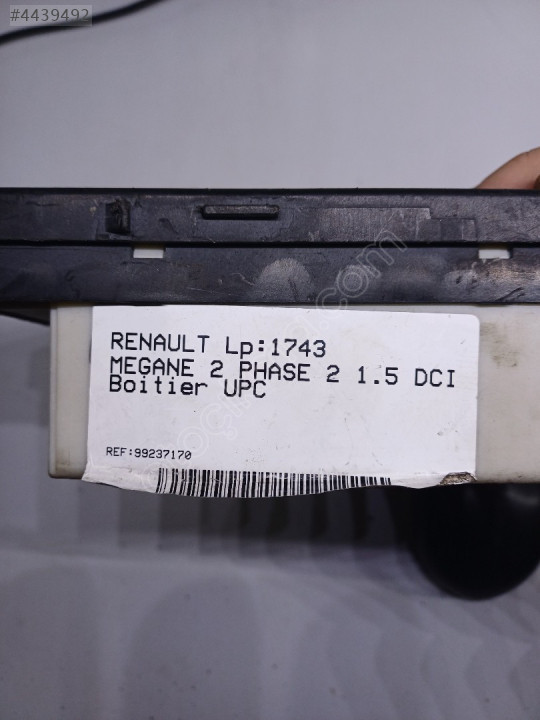 #4439492
RENAULT Lp:1743
MEGANE 2 PHASE 2 1.5 DCI
Boitier UPC
REF:99237170